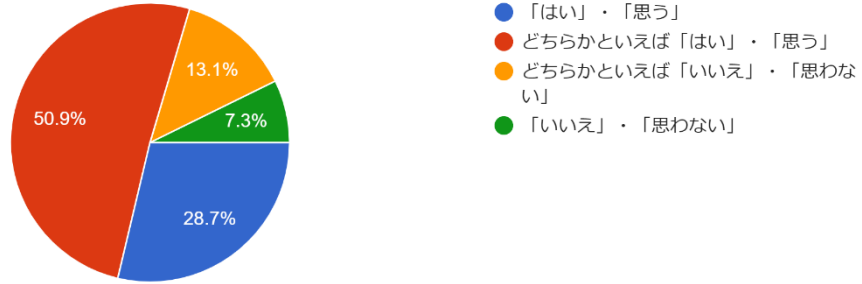 「はい」・「思う」
どちらかといえば「はい」・「思う」
どちらかといえば「いいえ」・「思わな
い」
「いいえ」・「思わない」
13.1%
50.9%
7.3%
28.7%